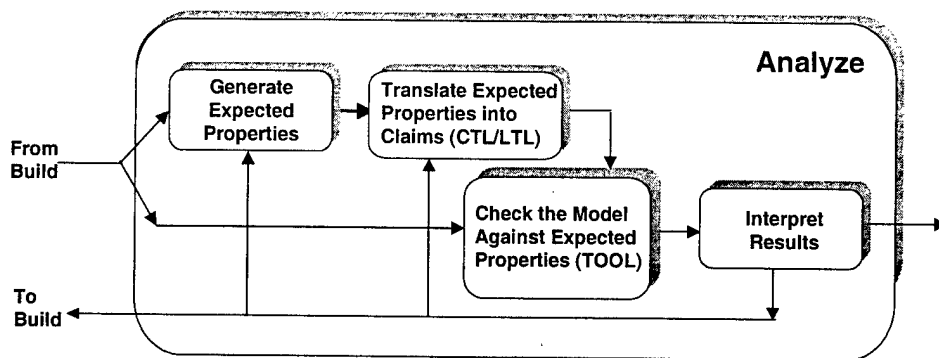 Analyze
Generate
Expected
Properties
Translate Expected
Properties into
Claims (CTL/LTL)
From
Build
Check the Model
Against Expected
Properties (TOOL)
Interpret
Results
To
Build